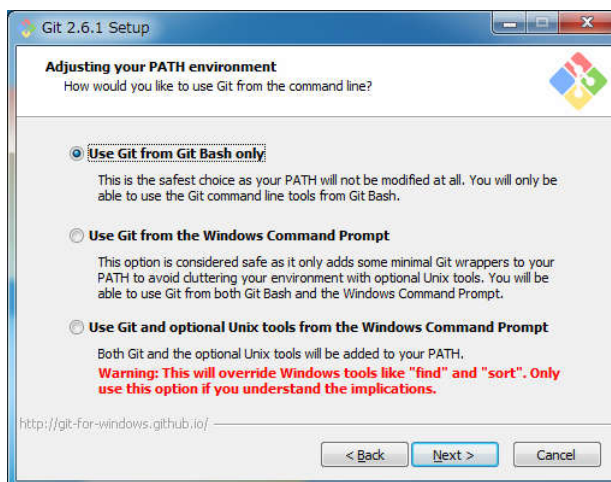 Git 2.6.1 Setup
Adjusting your PATH environment
How would you like to use Git from the command line?
Use Git from Git Bash only
This is the safest choice as your PATH will not be modified at all. You will only be
able to use the Git command line tools from Git Bash.
Use Git from the Windows Command Prompt
This option is considered safe as it only adds some minimal Git wrappers to your
PATH to avoid cluttering your environment with optional Unix tools. You will be
able to use Git from both Git Bash and the Windows Command Prompt.
Use Git and optional Unix tools from the Windows Command Prompt
Both Git and the optional Unix tools will be added to your PATH.
Warning: This will override Windows tools like "find" and "sort". Only
use this option if you understand the implications.
http://git-for-windows.github.io/
< Back Next > Cancel